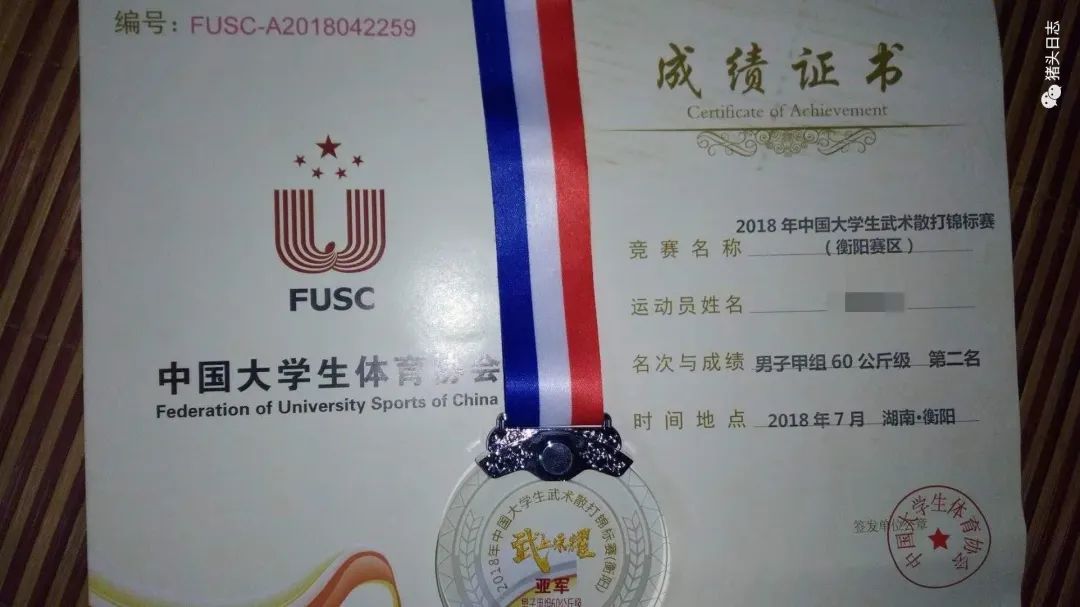 编号：FUSC-A2018042259
FUSC
中国大学生体育协会
Federation of University Sports of China
成绩证书
Certificate of Achievement
竞赛名称 2018年中国大学生武术散打锦标赛
（衡阳赛区）
运动员姓名
名次与成绩 男子甲组60公斤级 第二名
时间地点 2018年7月 湖南·衡阳
签发单位公章
中国大学生体育协会
2018年中国大学生武术散打锦标赛(衡阳)
亚军
男子甲组60公斤级
猪头日志